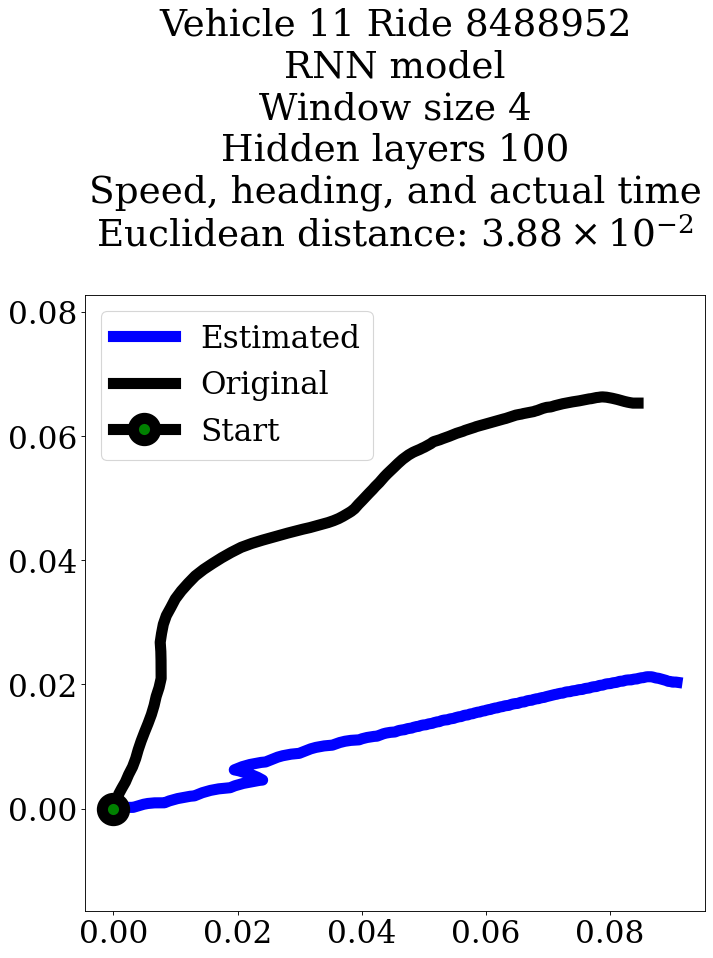 Vehicle 11 Ride 8488952
RNN model
Window size 4
Hidden layers 100
Speed, heading, and actual time
Euclidean distance: 3.88 × 10⁻²
Estimated
Original
Start
0.08
0.06
0.04
0.02
0.00
0.00 0.02 0.04 0.06 0.08